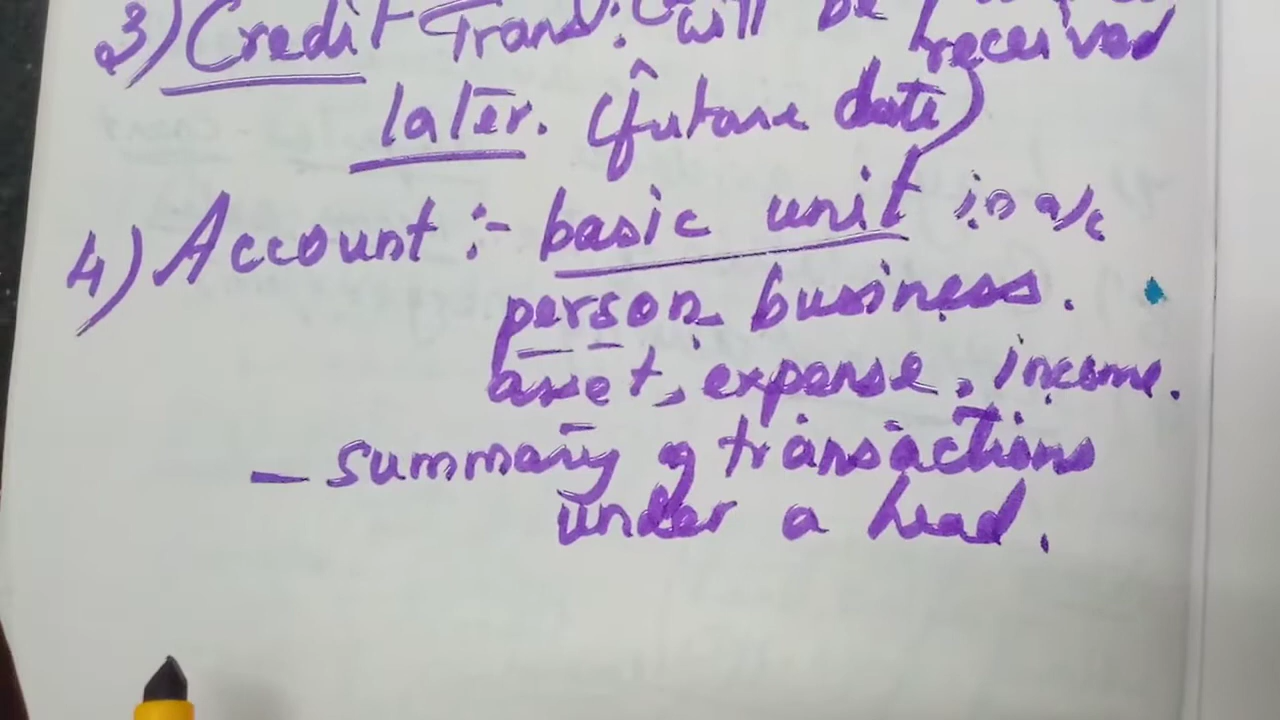 3) Credit Trans: will be received
later. (future date)
4) Account :- basic unit in a/c
person business.
asset, expense, income.
- summary of transactions
under a head.